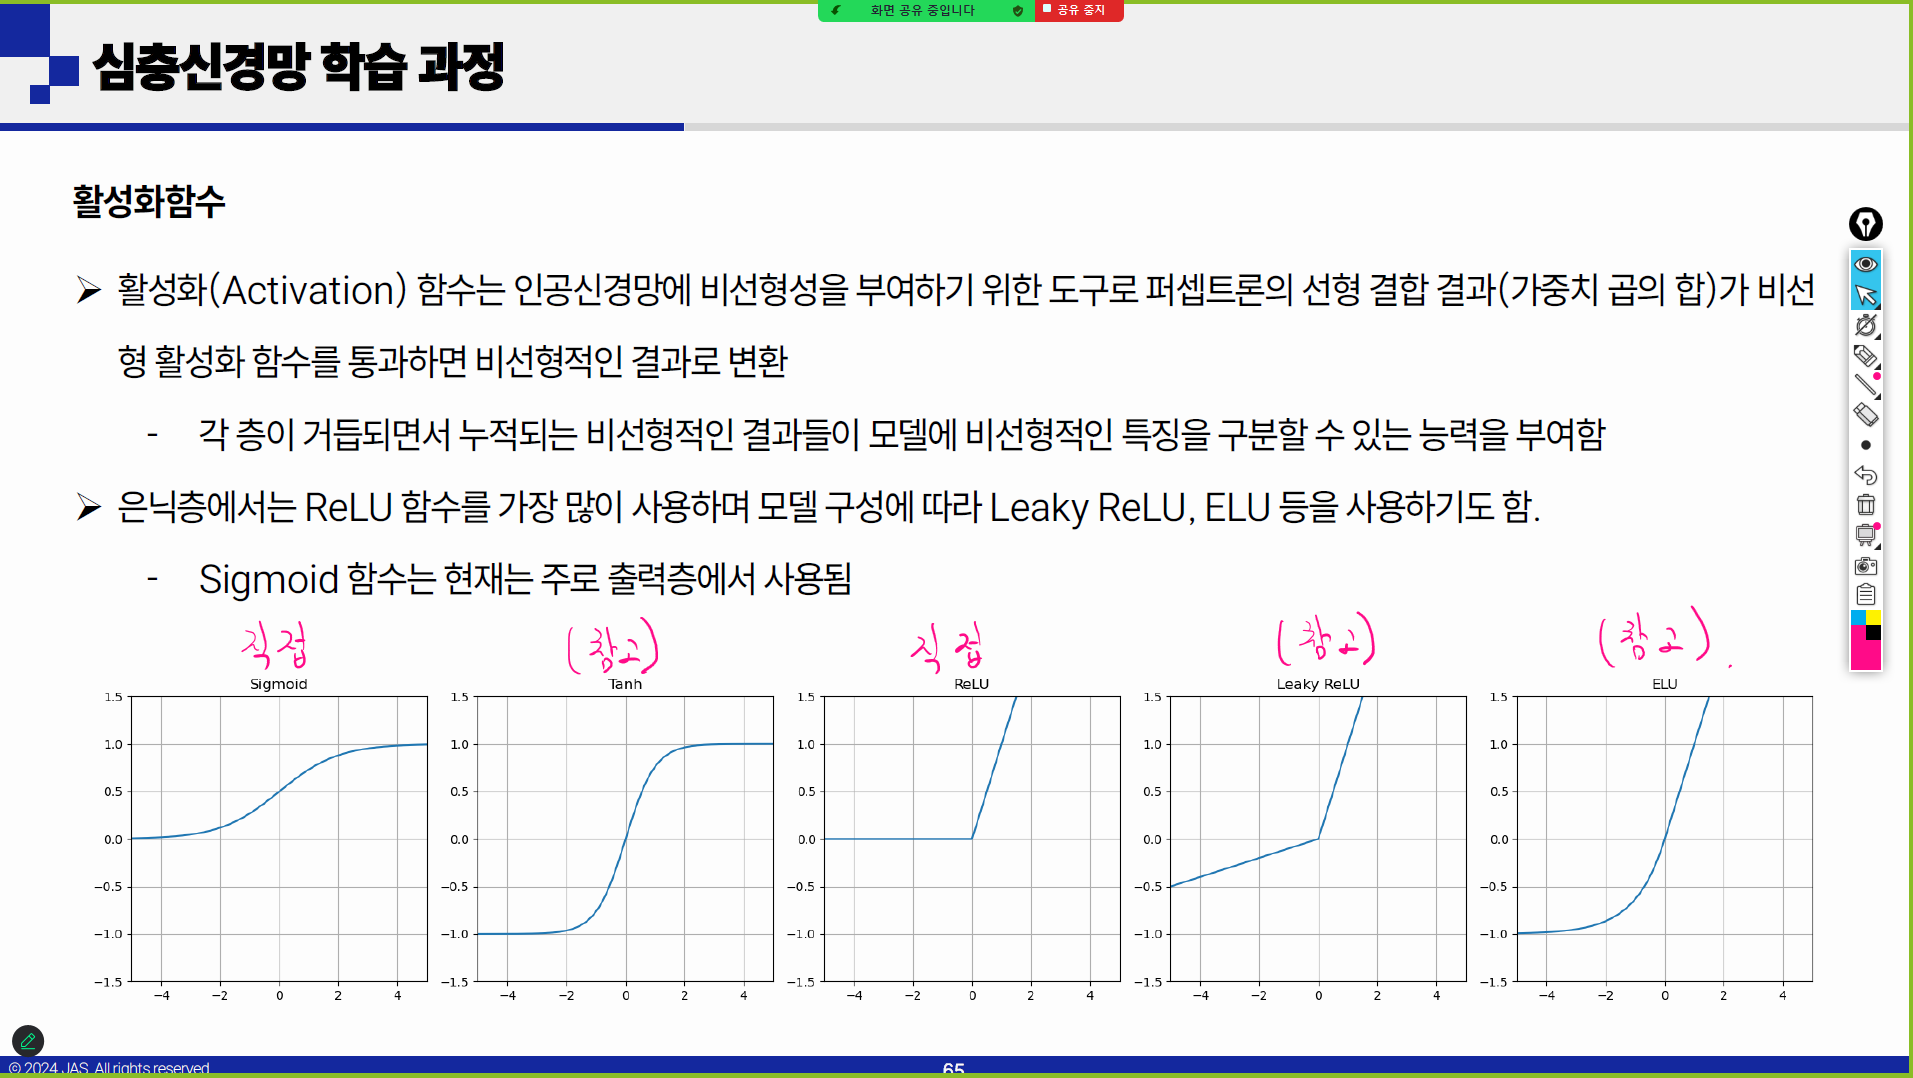 화면 공유 중입니다
공유 중지
심층신경망 학습 과정
활성화함수
➢ 활성화(Activation) 함수는 인공신경망에 비선형성을 부여하기 위한 도구로 퍼셉트론의 선형 결합 결과(가중치 곱의 합)가 비선
형 활성화 함수를 통과하면 비선형적인 결과로 변환
- 각 층이 거듭되면서 누적되는 비선형적인 결과들이 모델에 비선형적인 특징을 구분할 수 있는 능력을 부여함
➢ 은닉층에서는 ReLU 함수를 가장 많이 사용하며 모델 구성에 따라 Leaky ReLU, ELU 등을 사용하기도 함.
- Sigmoid 함수는 현재는 주로 출력층에서 사용됨
직접 (참고) 직접 (참고) (참고).
Sigmoid Tanh ReLU Leaky ReLU ELU
1.5 1.5 1.5 1.5 1.5
1.0 1.0 1.0 1.0 1.0
0.5 0.5 0.5 0.5 0.5
0.0 0.0 0.0 0.0 0.0
−0.5 −0.5 −0.5 −0.5 −0.5
−1.0 −1.0 −1.0 −1.0 −1.0
−1.5 −1.5 −1.5 −1.5 −1.5
−4 −2 0 2 4 −4 −2 0 2 4 −4 −2 0 2 4 −4 −2 0 2 4 −4 −2 0 2 4
© 2024 JAS. All rights reserved
65